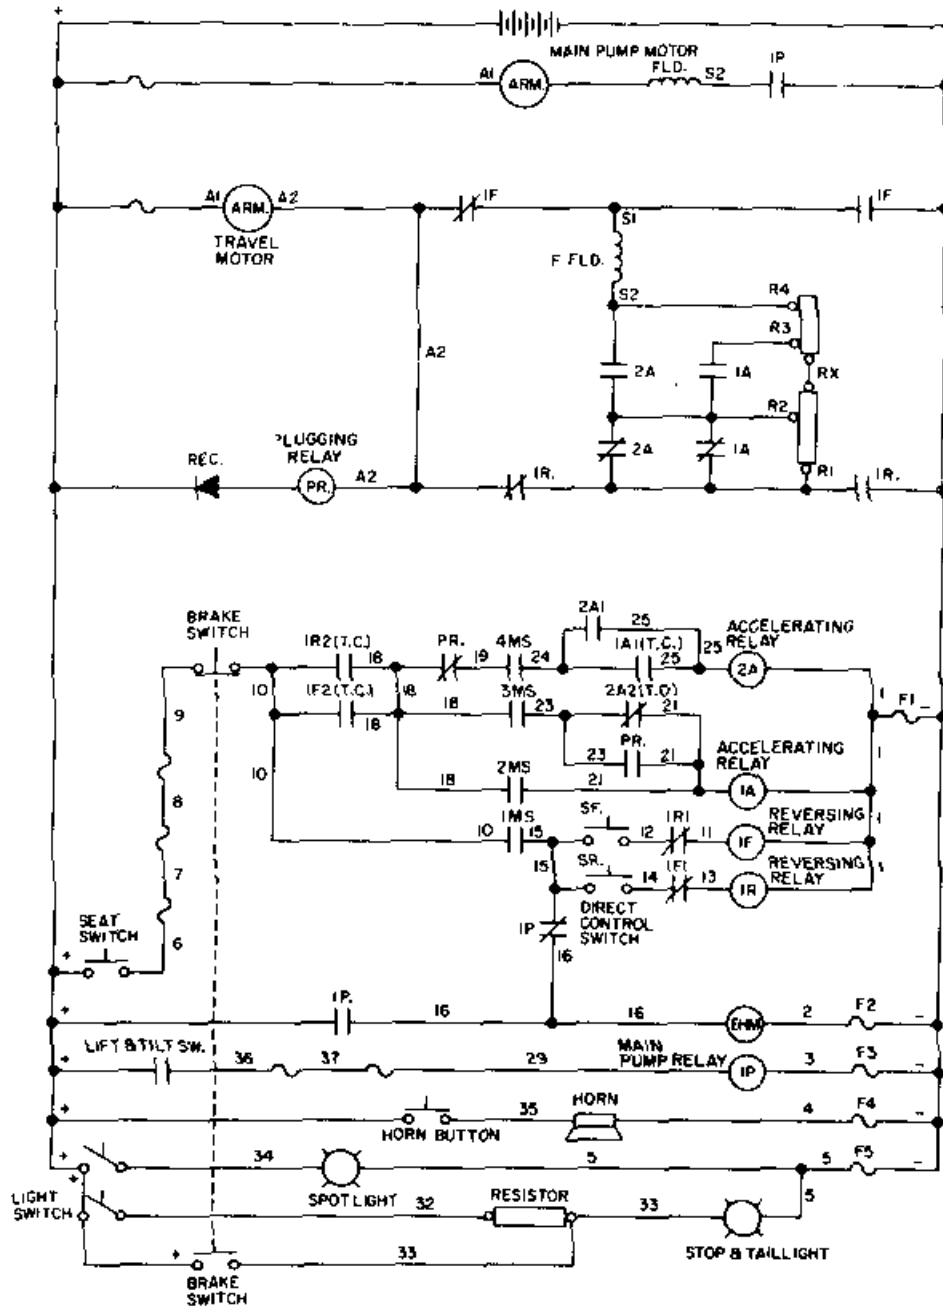 +
MAIN PUMP MOTOR
A1 ARM. FLD. S2 1P
A1 ARM. A2 1F 1F
TRAVEL
MOTOR
S1
F FLD.
S2 R4
R3
A2 2A 1A RX
R2
2A 1A
PLUGGING
RELAY
REC. PR. A2 1R. R1 1R.
BRAKE
SWITCH
2A1
25
ACCELERATING
RELAY
1R2(T.C.) PR. 4MS 1A1(T.C.) 25
10 18 19 24 25 2A
1F2(T.C.) 18 3MS 2A2(T.O) 1 F1 -
9 18 18 23 21
PR.
10 23 21 ACCELERATING
RELAY
1
8 18 2MS 21 1A
1MS SF. 1R1 REVERSING
RELAY
1
10 15 12 11 1F
7 15 SR. 1F1 REVERSING
RELAY
14 13 1R
SEAT
SWITCH
6 1P DIRECT
CONTROL
SWITCH
16
+
+ 1P. 16 16 EHM 2 F2 -
LIFT & TILT SW. 36 37 29 MAIN
PUMP RELAY
+ 1P 3 F3 -
+ HORN BUTTON 35 HORN 4 F4 -
+ 34 SPOTLIGHT 5 5 F5 -
+
LIGHT
SWITCH
32 RESISTOR 33 5
STOP & TAILLIGHT
+ 33
BRAKE
SWITCH